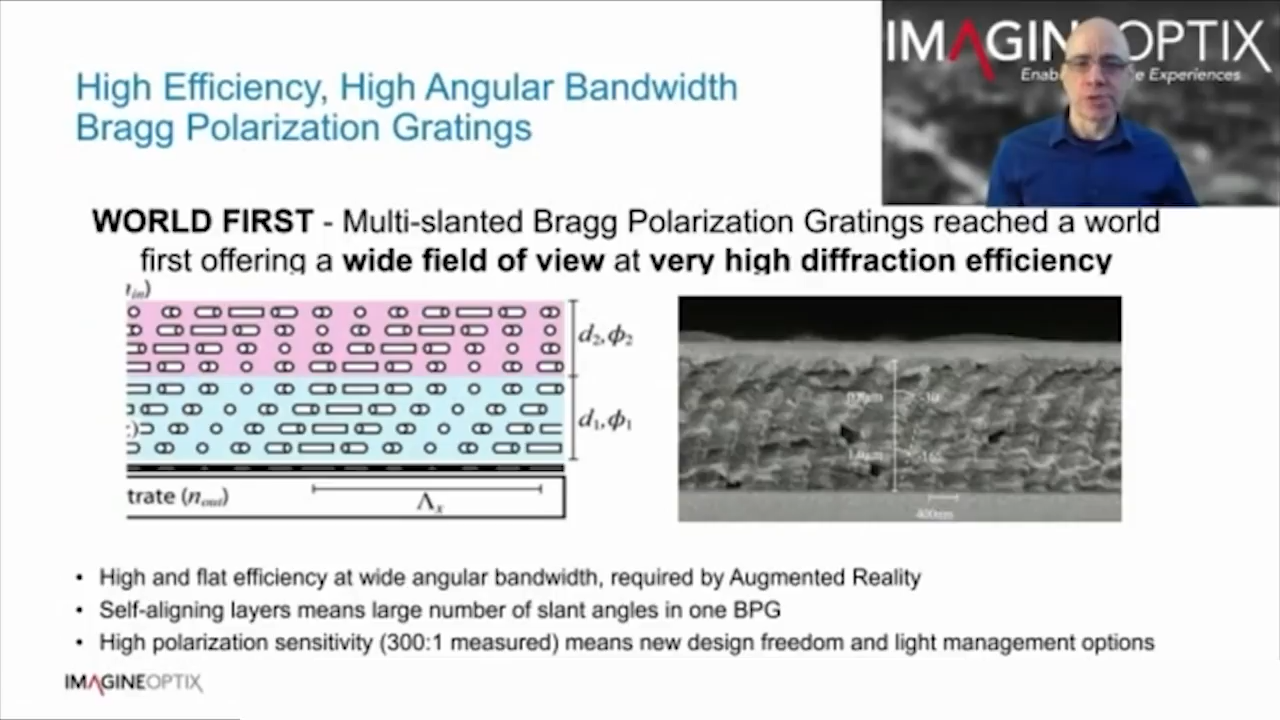 IMAGINEOPTIX
Enab e Experiences
High Efficiency, High Angular Bandwidth
Bragg Polarization Gratings
WORLD FIRST - Multi-slanted Bragg Polarization Gratings reached a world
first offering a wide field of view at very high diffraction efficiency
in)
d₂,ϕ₂
d₁,ϕ₁
trate (nout)
Λx
400nm
• High and flat efficiency at wide angular bandwidth, required by Augmented Reality
• Self-aligning layers means large number of slant angles in one BPG
• High polarization sensitivity (300:1 measured) means new design freedom and light management options
IMAGINEOPTIX